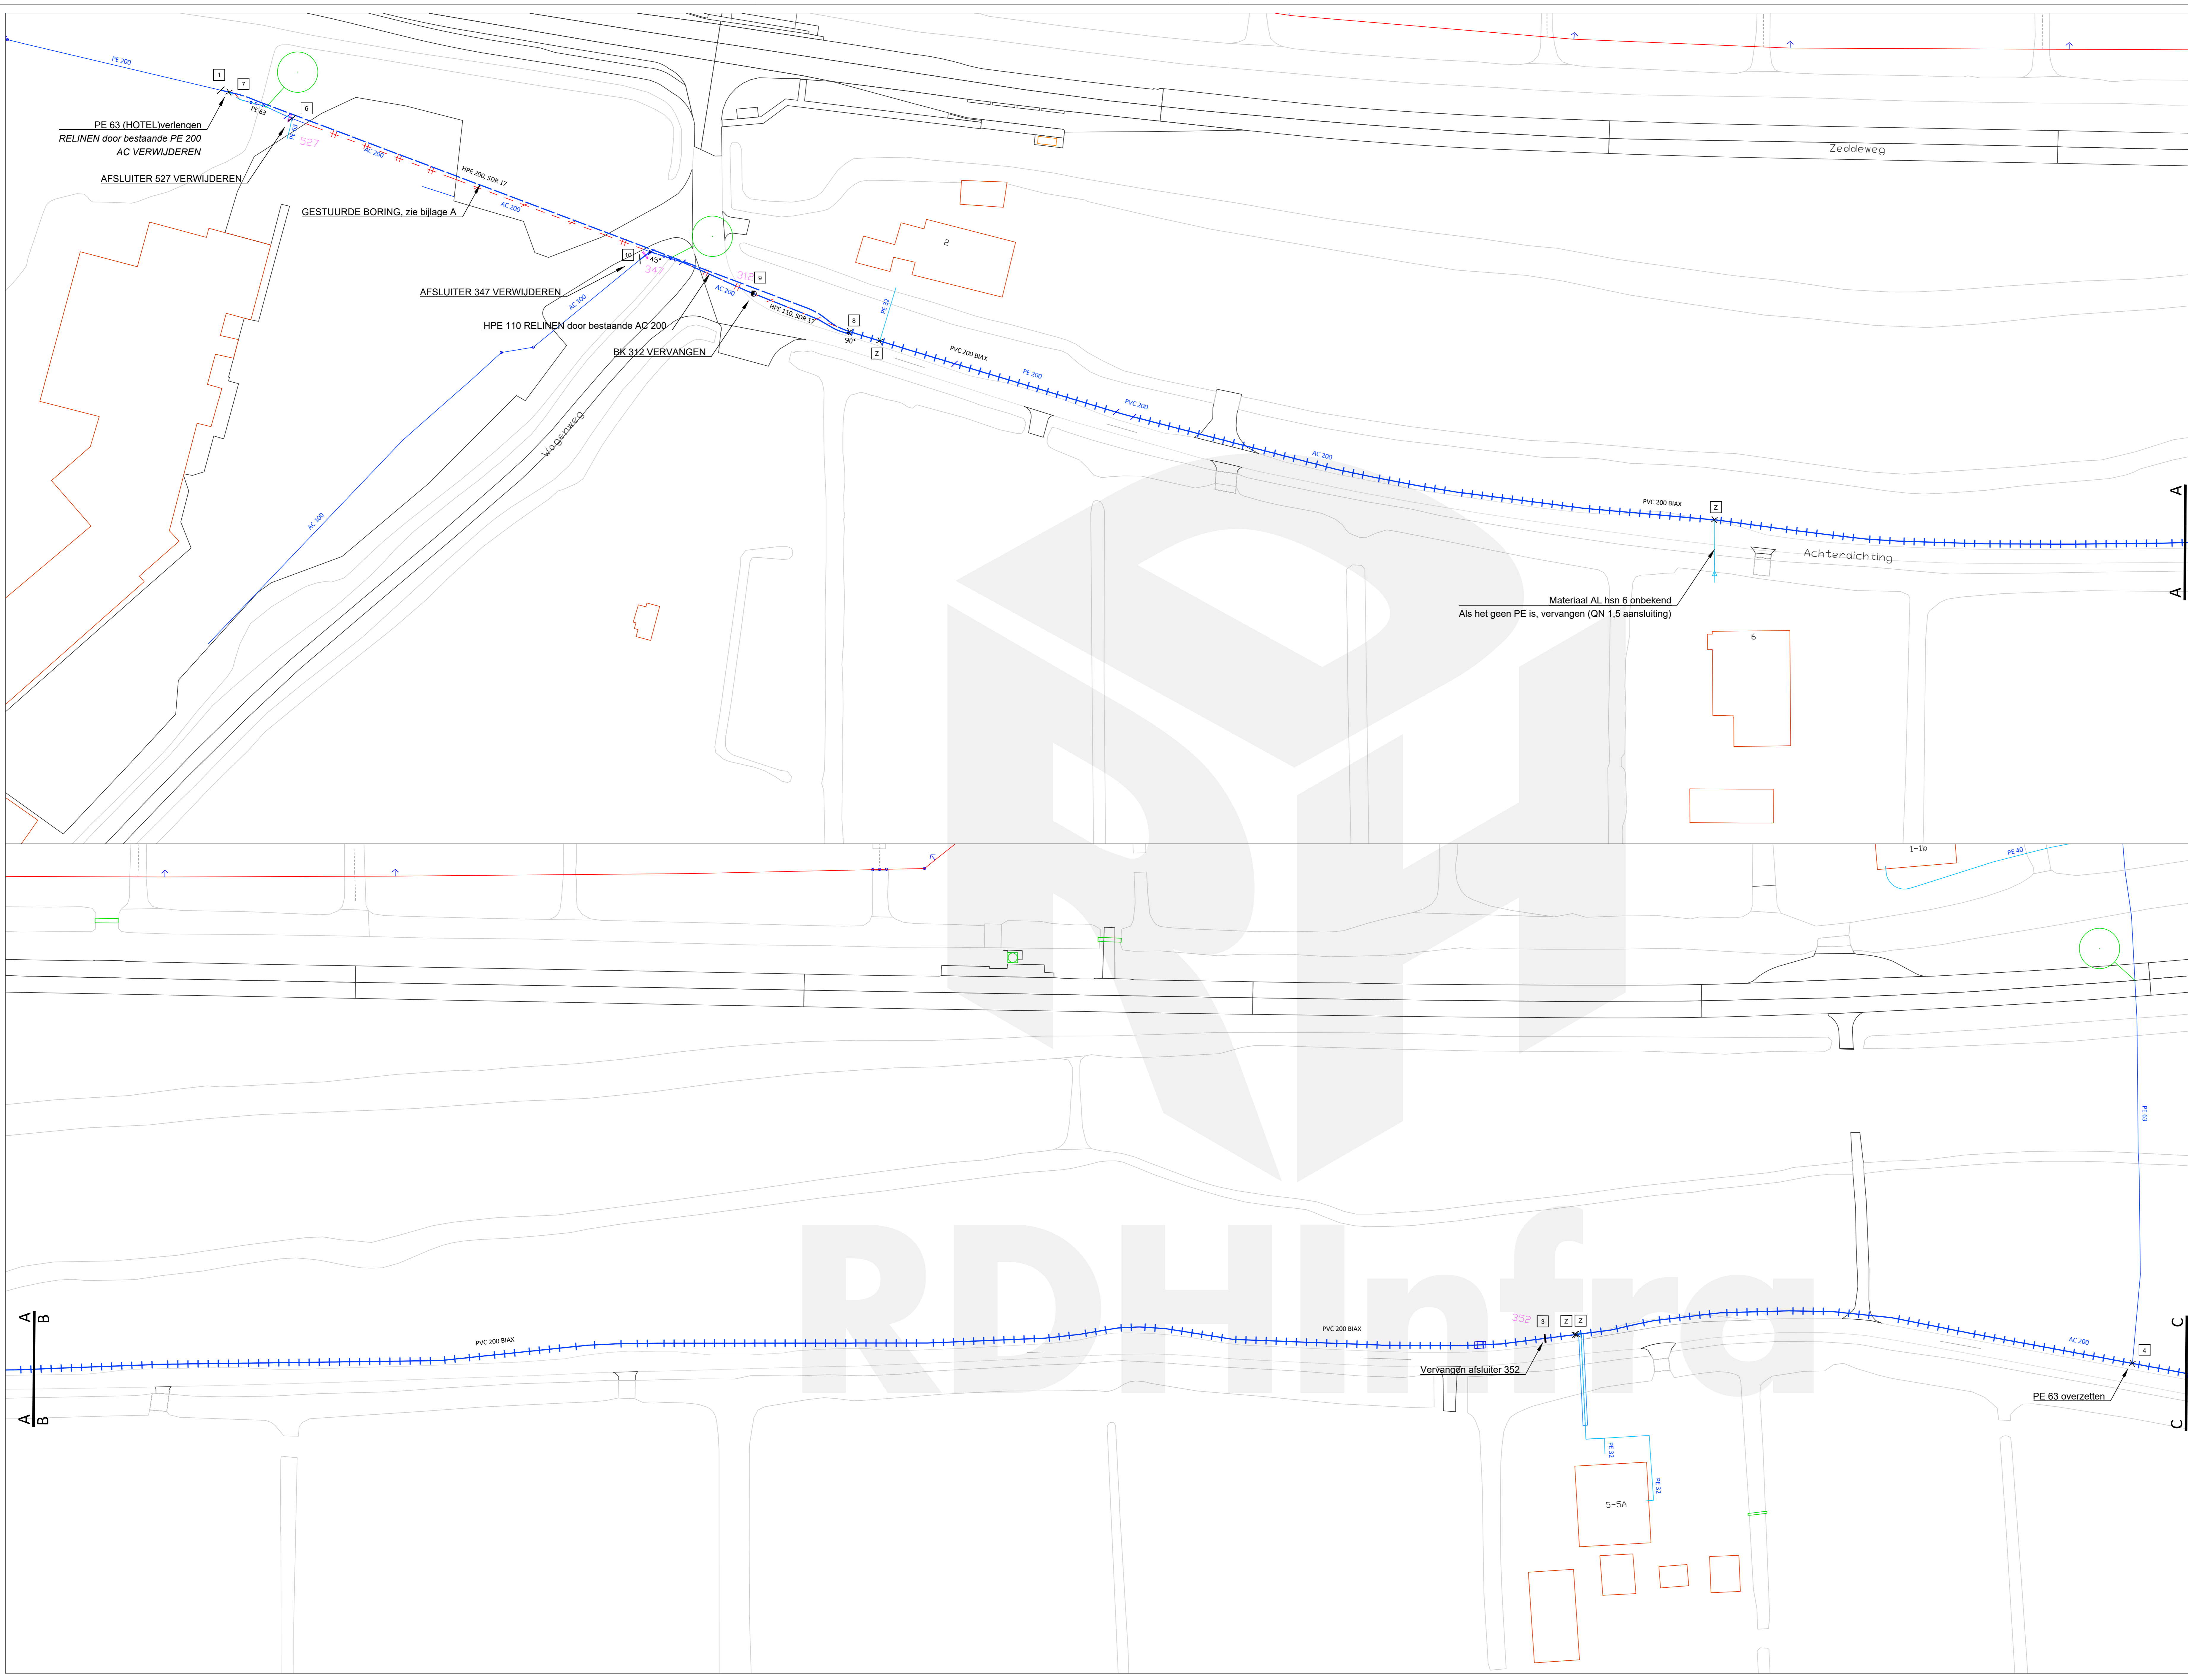 PE 200
1
7
PE 63
6
PE 63 (HOTEL)verlengen
RELINEN door bestaande PE 200
AC VERWIJDEREN
527
AC 200
AFSLUITER 527 VERWIJDEREN
HPE 200, SDR 17
AC 200
GESTUURDE BORING, zie bijlage A
Zeddeweg
2
10
45°
347
312
9
AFSLUITER 347 VERWIJDEREN
AC 200
AC 100
HPE 110, SDR 17
PE 32
8
HPE 110 RELINEN door bestaande AC 200
90°
BK 312 VERVANGEN
Z
PVC 200 BIAX
PE 200
PVC 200
Wagenweg
AC 200
PVC 200 BIAX
Z
A
AC 100
Achterdichting
A
Materiaal AL hsn 6 onbekend
Als het geen PE is, vervangen (QN 1,5 aansluiting)
6
1-1b
PE 40
PE 63
RDHInfra
A
B
PVC 200 BIAX
PVC 200 BIAX
352
3
Z
Z
C
AC 200
4
Vervangen afsluiter 352
PE 63 overzetten
A
B
C
PE 32
PE 32
5-5A